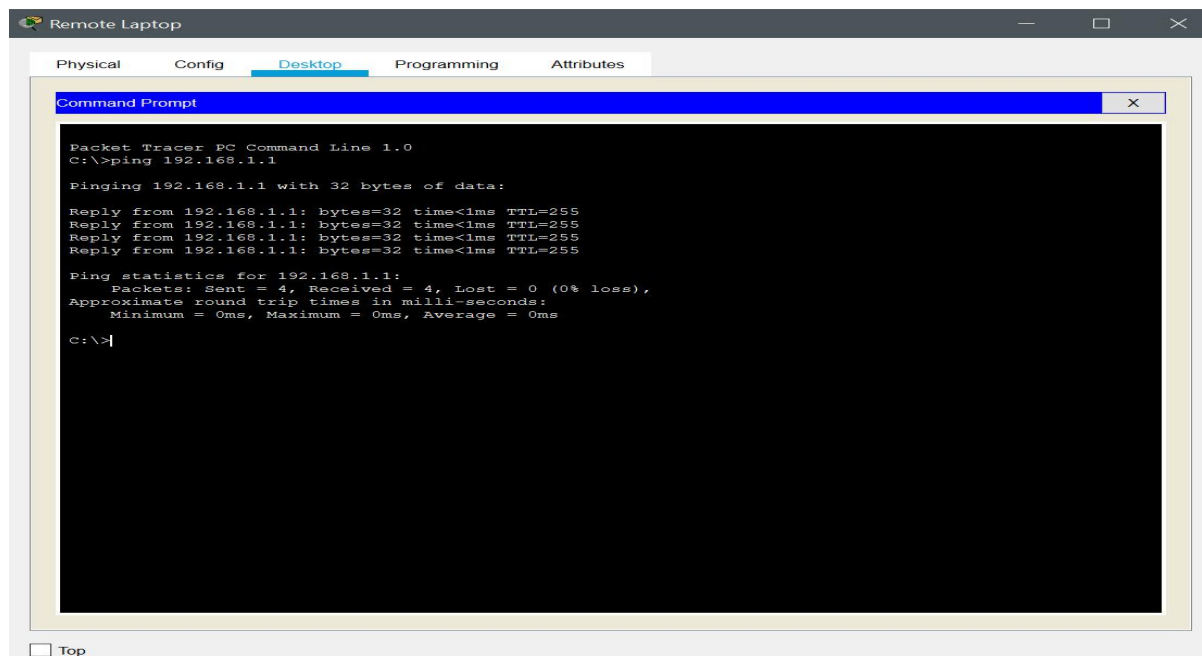 Remote Laptop
Physical Config Desktop Programming Attributes
Command Prompt X
Packet Tracer PC Command Line 1.0
C:\>ping 192.168.1.1
Pinging 192.168.1.1 with 32 bytes of data:
Reply from 192.168.1.1: bytes=32 time<1ms TTL=255
Reply from 192.168.1.1: bytes=32 time<1ms TTL=255
Reply from 192.168.1.1: bytes=32 time<1ms TTL=255
Reply from 192.168.1.1: bytes=32 time<1ms TTL=255
Ping statistics for 192.168.1.1:
Packets: Sent = 4, Received = 4, Lost = 0 (0% loss),
Approximate round trip times in milli-seconds:
Minimum = 0ms, Maximum = 0ms, Average = 0ms
C:\>
Top